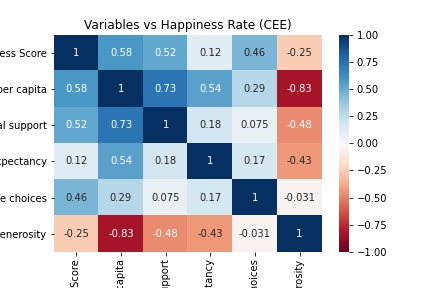 Variables vs Happiness Rate (CEE)
ess Score 1 0.58 0.52 0.12 0.46 -0.25
per capita 0.58 1 0.73 0.54 0.29 -0.83
al support 0.52 0.73 1 0.18 0.075 -0.48
xpectancy 0.12 0.54 0.18 1 0.17 -0.43
e choices 0.46 0.29 0.075 0.17 1 -0.031
enerosity -0.25 -0.83 -0.48 -0.43 -0.031 1
Score
capita
upport
tancy
hoices
rosity
1.00
0.75
0.50
0.25
0.00
−0.25
−0.50
−0.75
−1.00